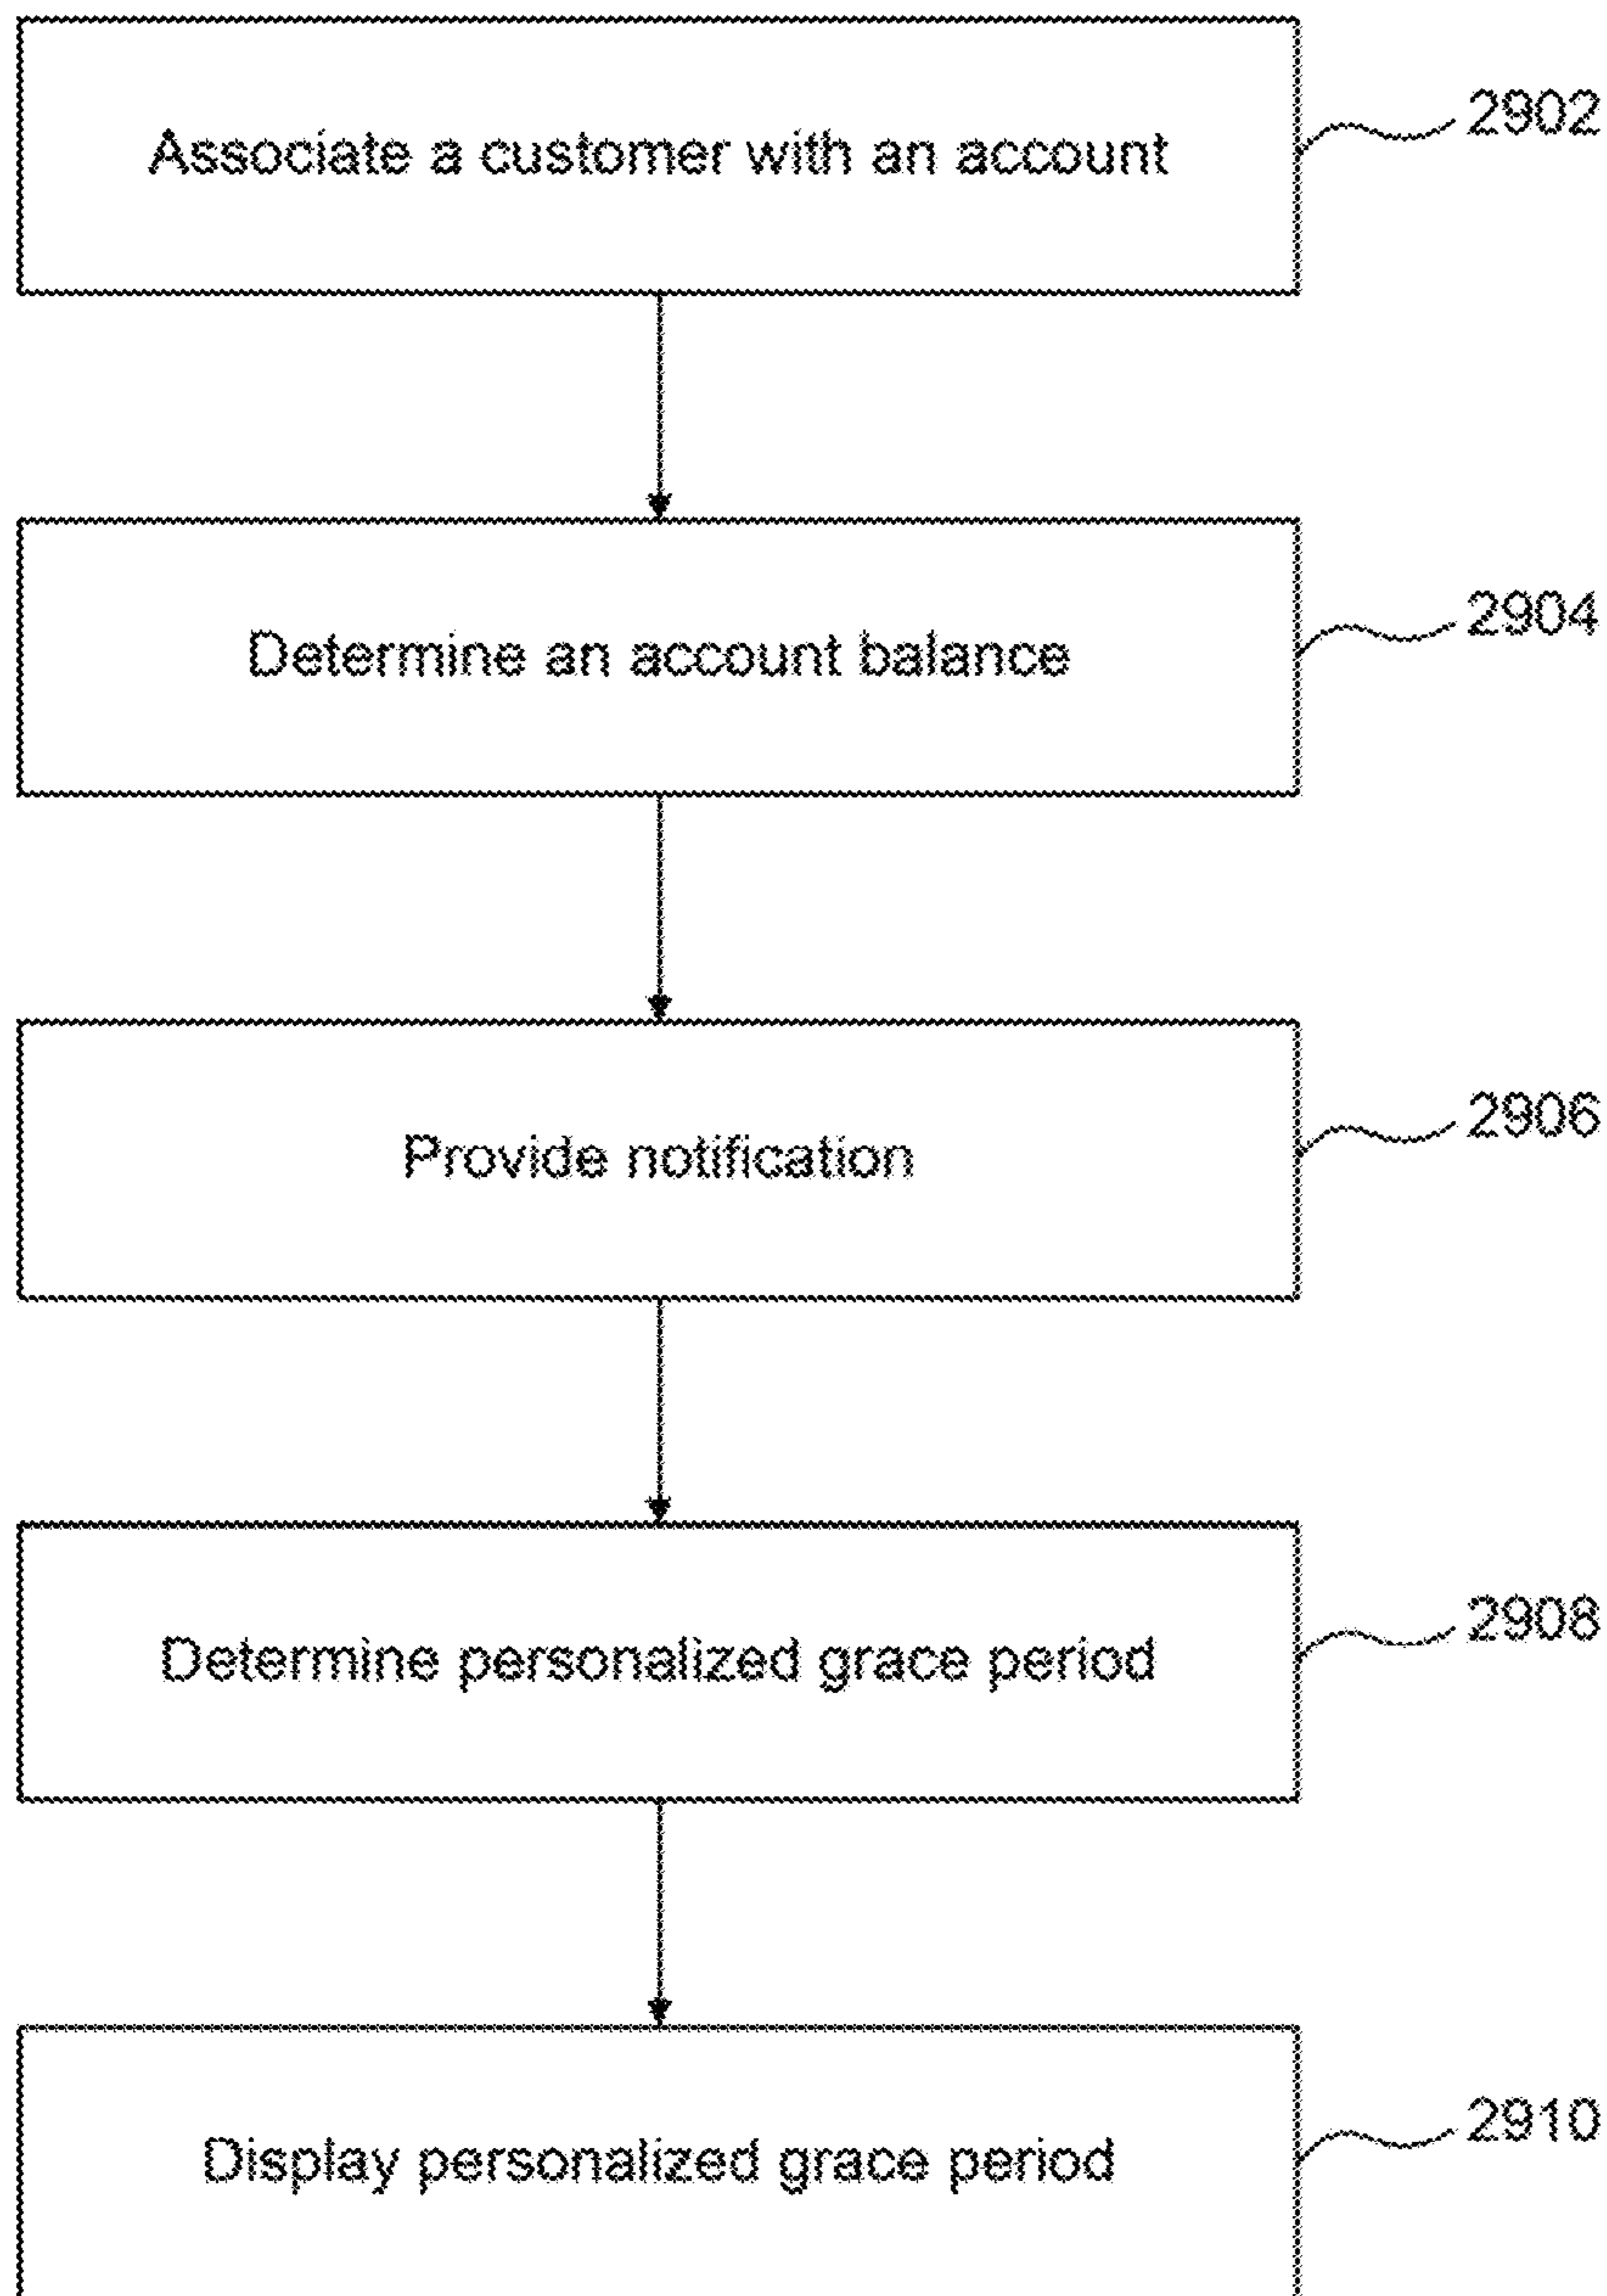 Associate a customer with an account
2902
Determine an account balance
2904
Provide notification
2906
Determine personalized grace period
2908
Display personalized grace period
2910